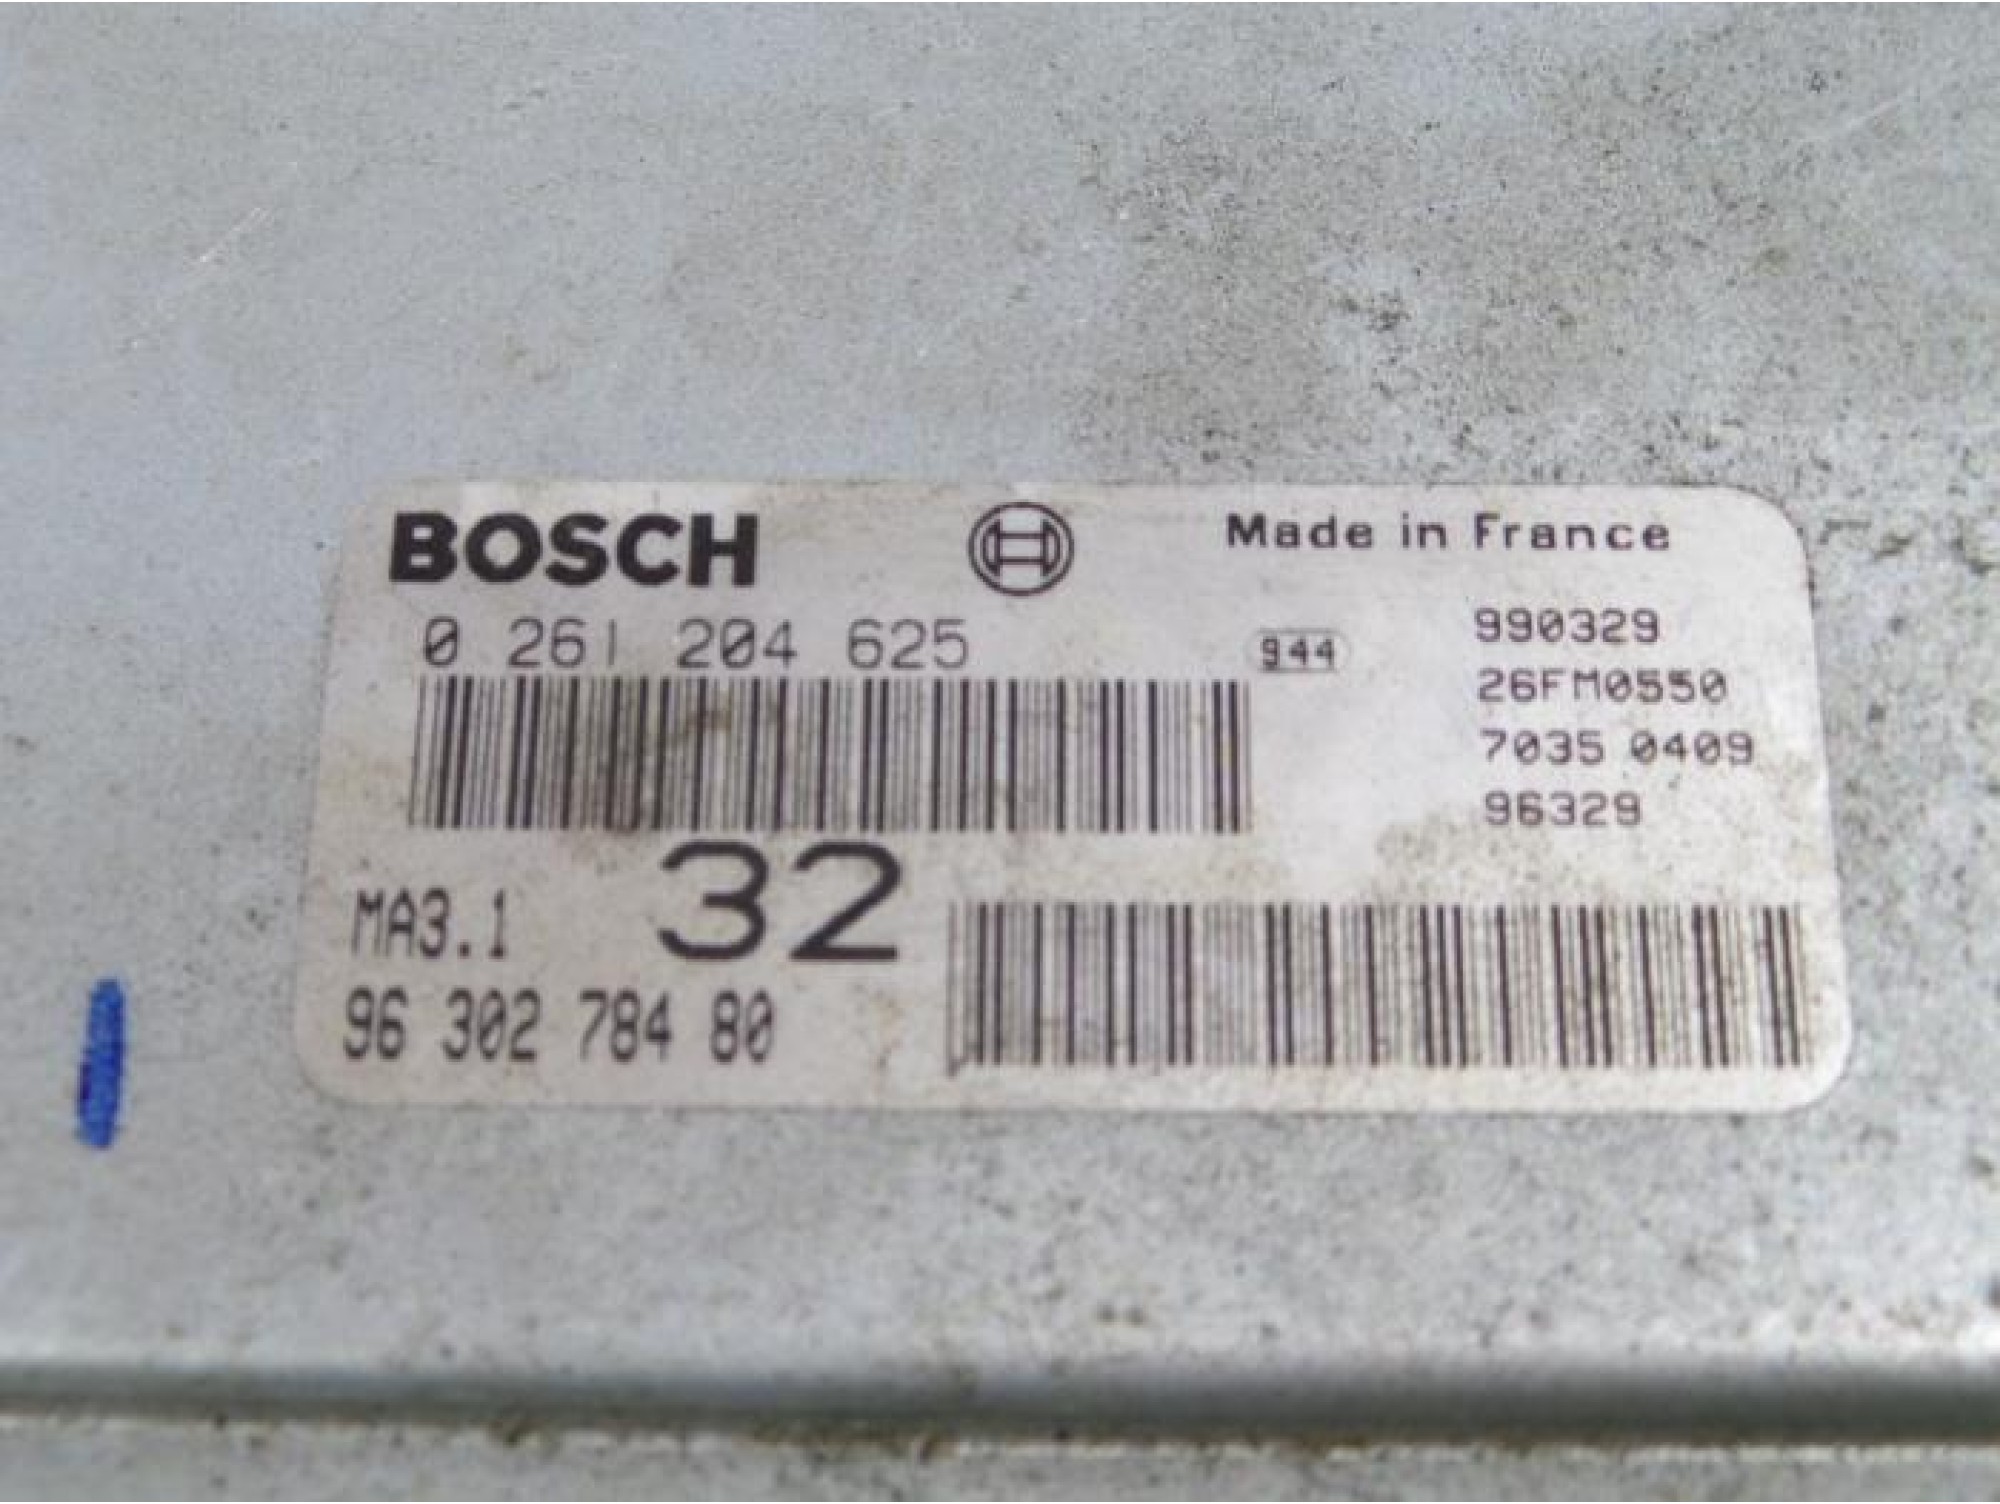 BOSCH
Made in France
0 261 204 625
944
990329
26FM0550
7035 0409
96329
MA3.1
32
96 302 784 80